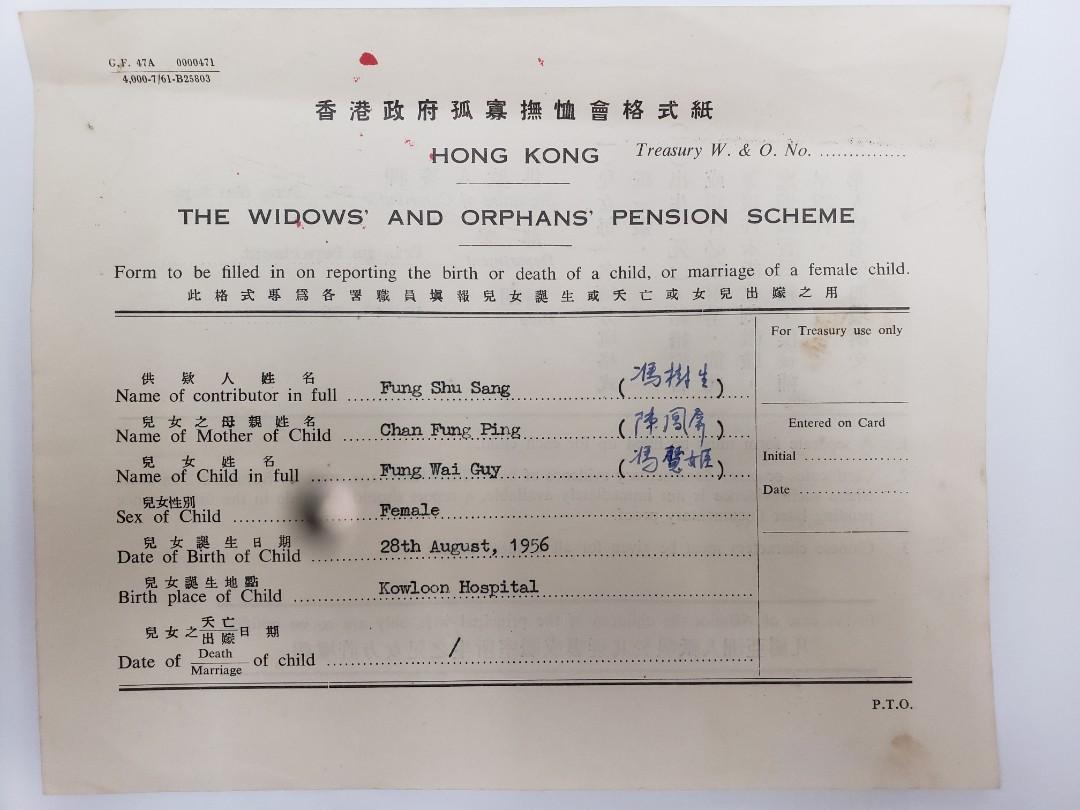 G.F. 47A 0000471
4,000-7/61-B25803
香港政府孤寡撫恤會格式紙
HONG KONG Treasury W. & O. No. ...............
THE WIDOWS' AND ORPHANS' PENSION SCHEME
Form to be filled in on reporting the birth or death of a child, or marriage of a female child.
此格式專為各署職員填報兒女誕生或夭亡或女兒出嫁之用
For Treasury use only
供款人姓名
Name of contributor in full Fung Shu Sang (馮樹生)
兒女之母親姓名
Name of Mother of Child Chan Fung Ping (陳鳳屏)
Entered on Card
兒女姓名
Name of Child in full Fung Wai Guy (馮慧姬)
Initial
Date
兒女性別
Sex of Child Female
兒女誕生日期
Date of Birth of Child 28th August, 1956
兒女誕生地點
Birth place of Child Kowloon Hospital
兒女之夭亡/出嫁日期
Date of Death/Marriage of child /
P.T.O.